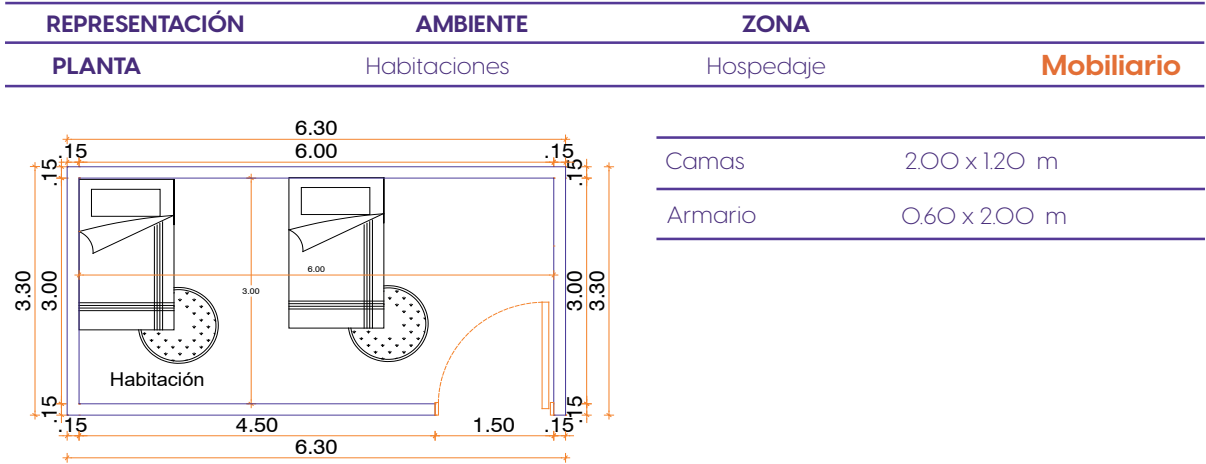 REPRESENTACIÓN AMBIENTE ZONA
PLANTA Habitaciones Hospedaje Mobiliario
6.30
.15 6.00 .15
.15 .15
3.30 3.00 6.00 3.00 3.00 3.30
Habitación
.15 .15
.15 4.50 1.50 .15
6.30
Camas 2.00 x 1.20 m
Armario 0.60 x 2.00 m